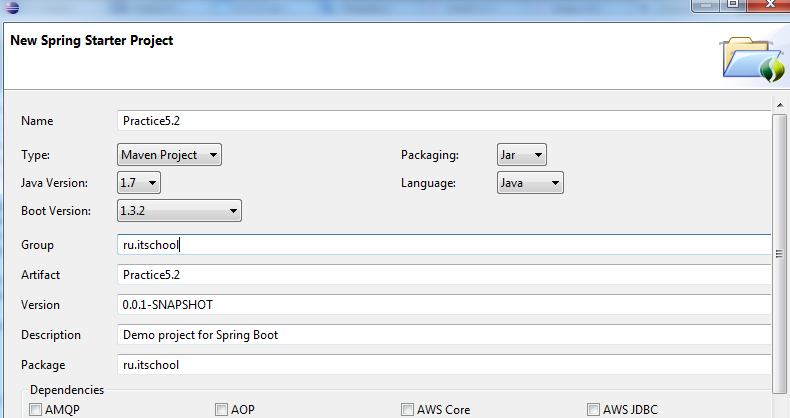 New Spring Starter Project
Name Practice5.2
Type: Maven Project Packaging: Jar
Java Version: 1.7 Language: Java
Boot Version: 1.3.2
Group ru.itschool
Artifact Practice5.2
Version 0.0.1-SNAPSHOT
Description Demo project for Spring Boot
Package ru.itschool
Dependencies
AMQP AOP AWS Core AWS JDBC